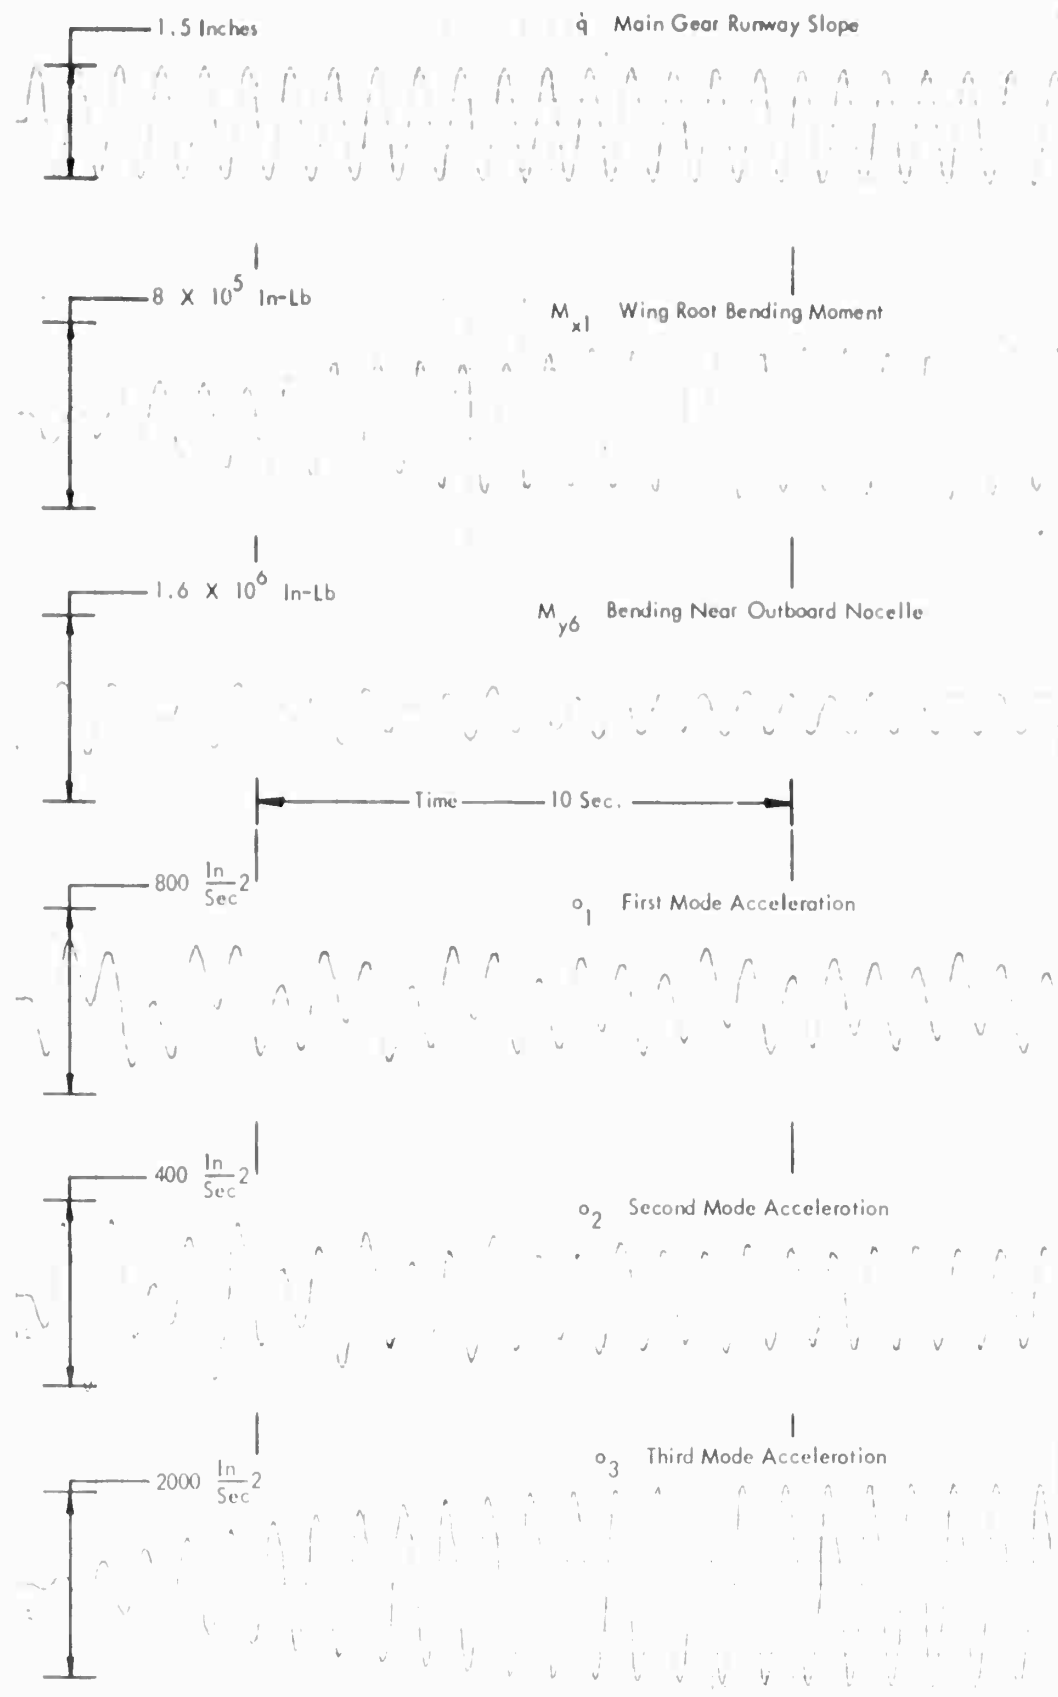 1.5 Inches
q̇ Main Gear Runway Slope
8 X 10⁵ In-Lb
Mx1 Wing Root Bending Moment
1.6 X 10⁶ In-Lb
My6 Bending Near Outboard Nocelle
Time 10 Sec.
800 In/Sec2
o1 First Mode Acceleration
400 In/Sec2
o2 Second Mode Accelerotion
2000 In/Sec2
o3 Third Mode Accelerotion